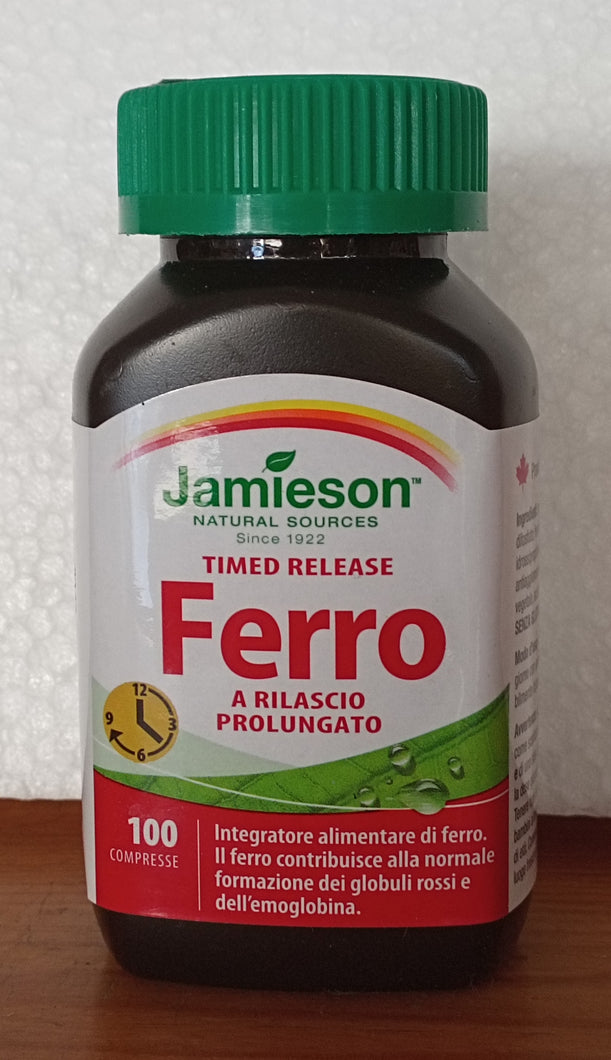 Jamieson™
NATURAL SOURCES
Since 1922
TIMED RELEASE
Ferro
A RILASCIO
PROLUNGATO
12
9 3
6
100
COMPRESSE
Integratore alimentare di ferro.
Il ferro contribuisce alla normale
formazione dei globuli rossi e
dell'emoglobina.